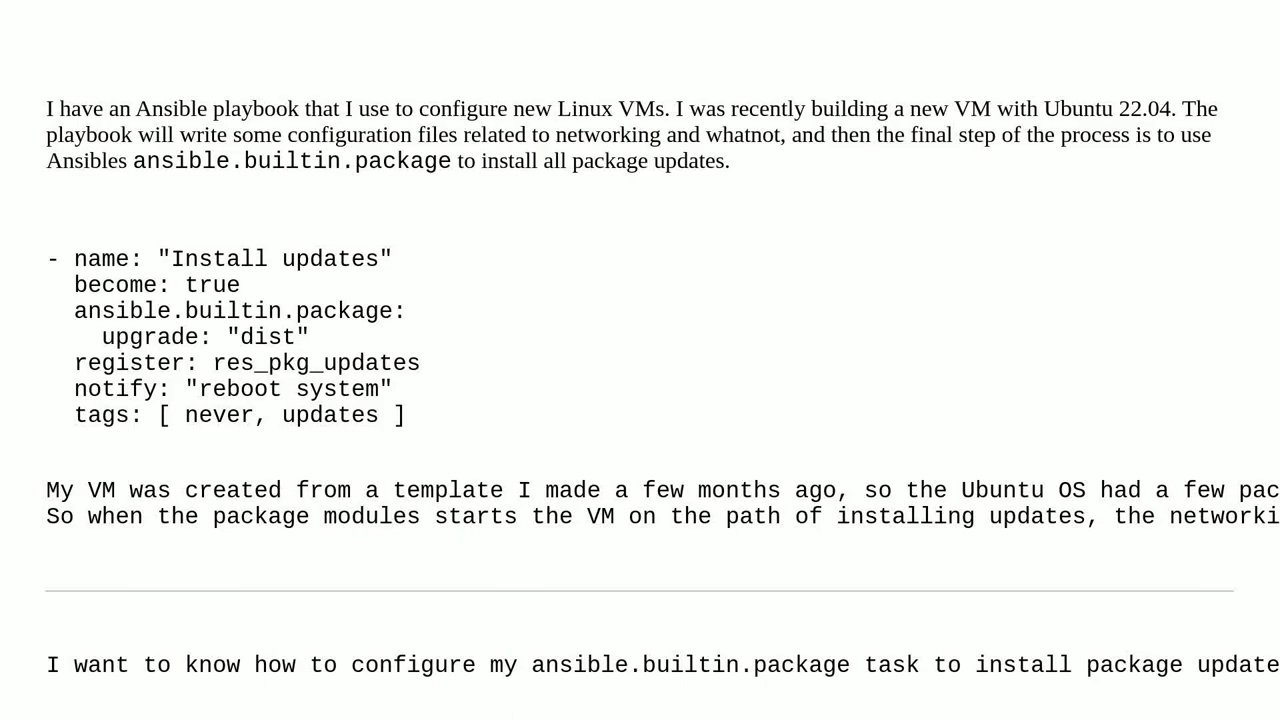 I have an Ansible playbook that I use to configure new Linux VMs. I was recently building a new VM with Ubuntu 22.04. The
playbook will write some configuration files related to networking and whatnot, and then the final step of the process is to use
Ansibles ansible.builtin.package to install all package updates.
- name: "Install updates"
  become: true
  ansible.builtin.package:
    upgrade: "dist"
  register: res_pkg_updates
  notify: "reboot system"
  tags: [ never, updates ]
My VM was created from a template I made a few months ago, so the Ubuntu OS had a few pac
So when the package modules starts the VM on the path of installing updates, the networki
I want to know how to configure my ansible.builtin.package task to install package update